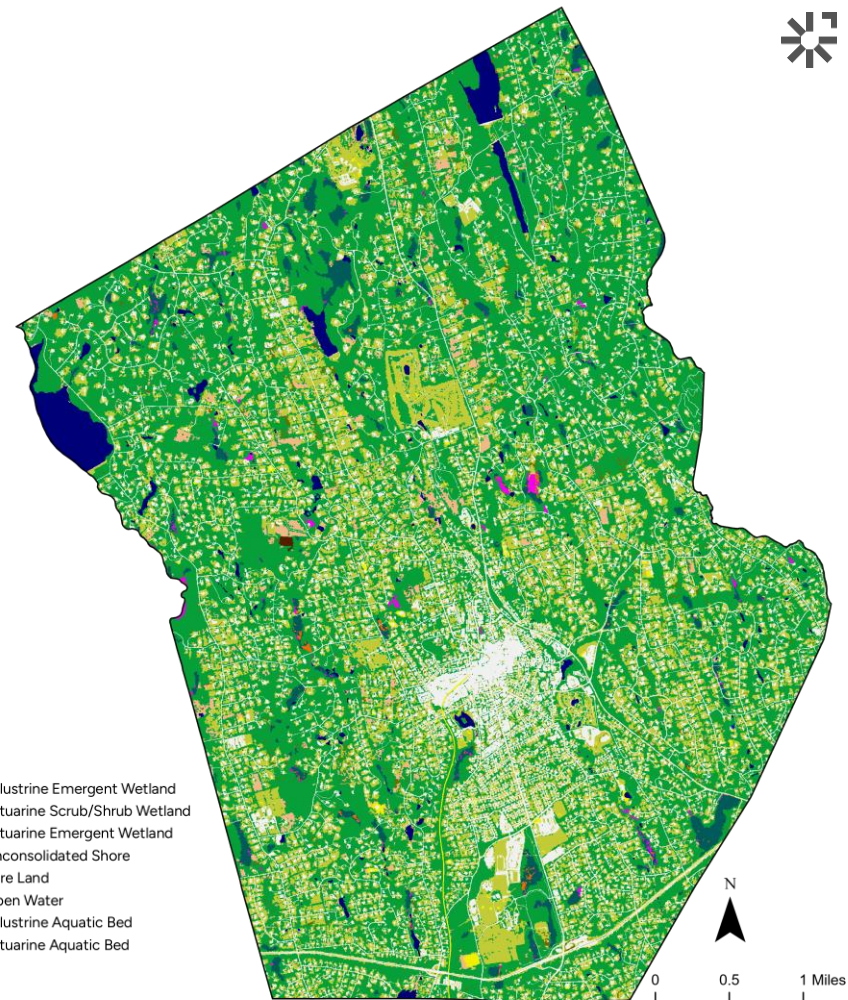 lustrine Emergent Wetland
tuarine Scrub/Shrub Wetland
tuarine Emergent Wetland
nconsolidated Shore
re Land
pen Water
lustrine Aquatic Bed
tuarine Aquatic Bed
N
0 0.5 1 Miles